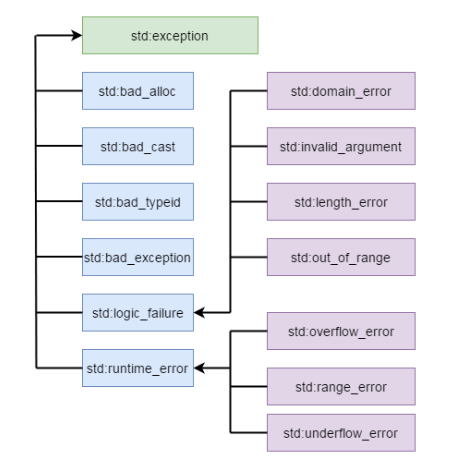 std:exception
std:bad_alloc
std:domain_error
std:bad_cast
std:invalid_argument
std:bad_typeid
std:length_error
std:bad_exception
std:out_of_range
std:logic_failure
std:overflow_error
std:runtime_error
std:range_error
std:underflow_error